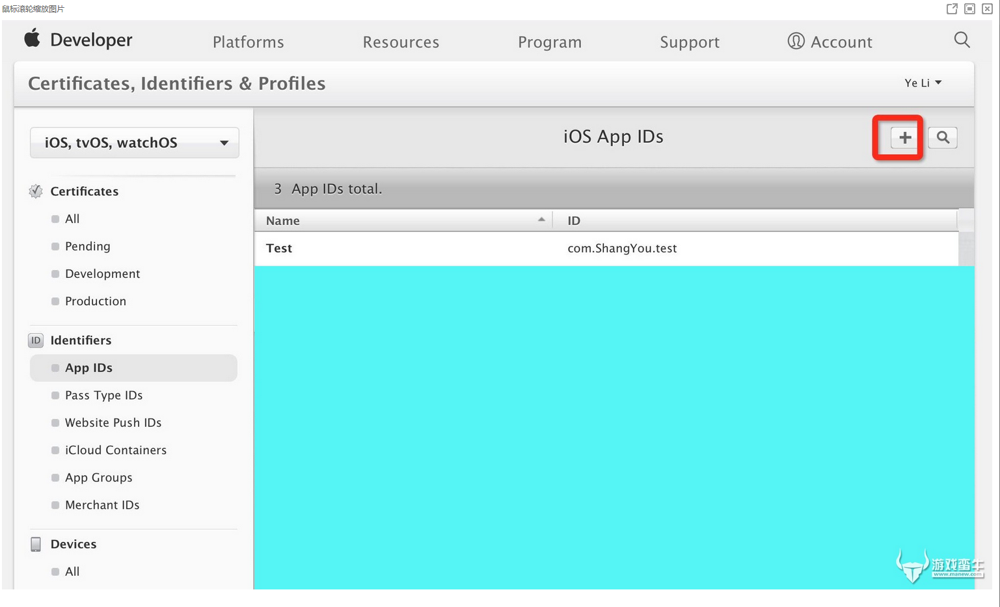 鼠标滚轮缩放图片
Developer
Platforms
Resources
Program
Support
Account
Certificates, Identifiers & Profiles
Ye Li
iOS, tvOS, watchOS
Certificates
All
Pending
Development
Production
ID Identifiers
App IDs
Pass Type IDs
Website Push IDs
iCloud Containers
App Groups
Merchant IDs
Devices
All
iOS App IDs
3 App IDs total.
Name
ID
Test
com.ShangYou.test
游戏蛮牛
www.manew.com